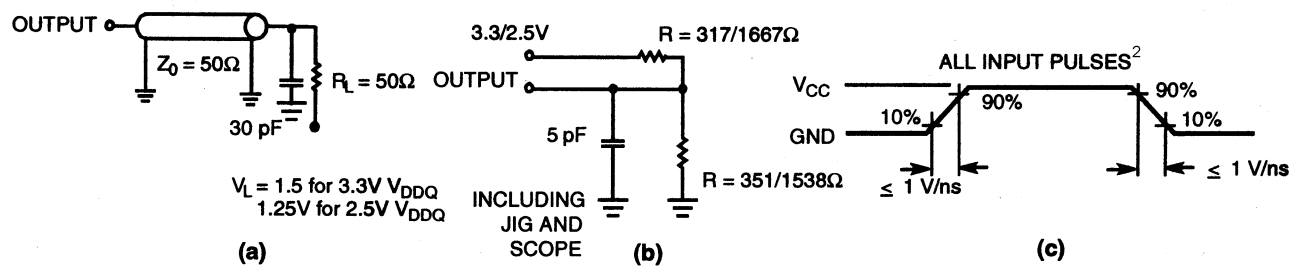 OUTPUT
Z0 = 50Ω
RL = 50Ω
30 pF
VL = 1.5 for 3.3V VDDQ
1.25V for 2.5V VDDQ
(a)
3.3/2.5V
R = 317/1667Ω
OUTPUT
5 pF
R = 351/1538Ω
INCLUDING
JIG AND
SCOPE
(b)
ALL INPUT PULSES2
VCC
90%
90%
10%
10%
GND
≤ 1 V/ns
≤ 1 V/ns
(c)